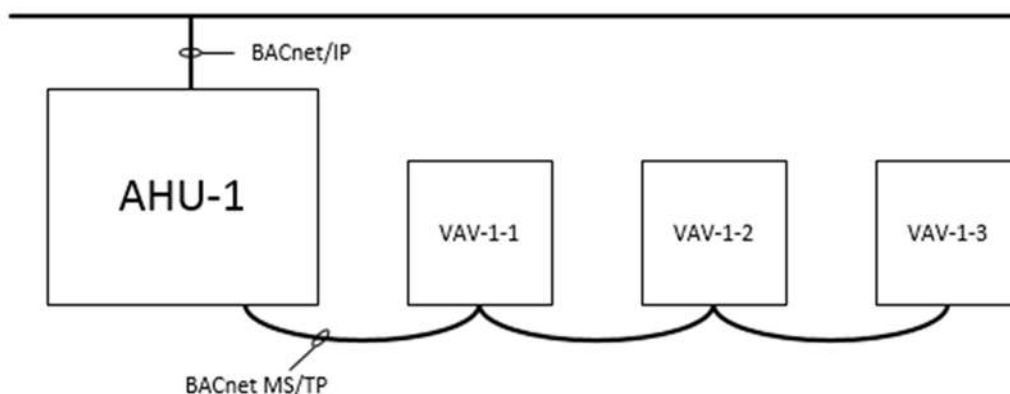 BACnet/IP
AHU-1
VAV-1-1
VAV-1-2
VAV-1-3
BACnet MS/TP